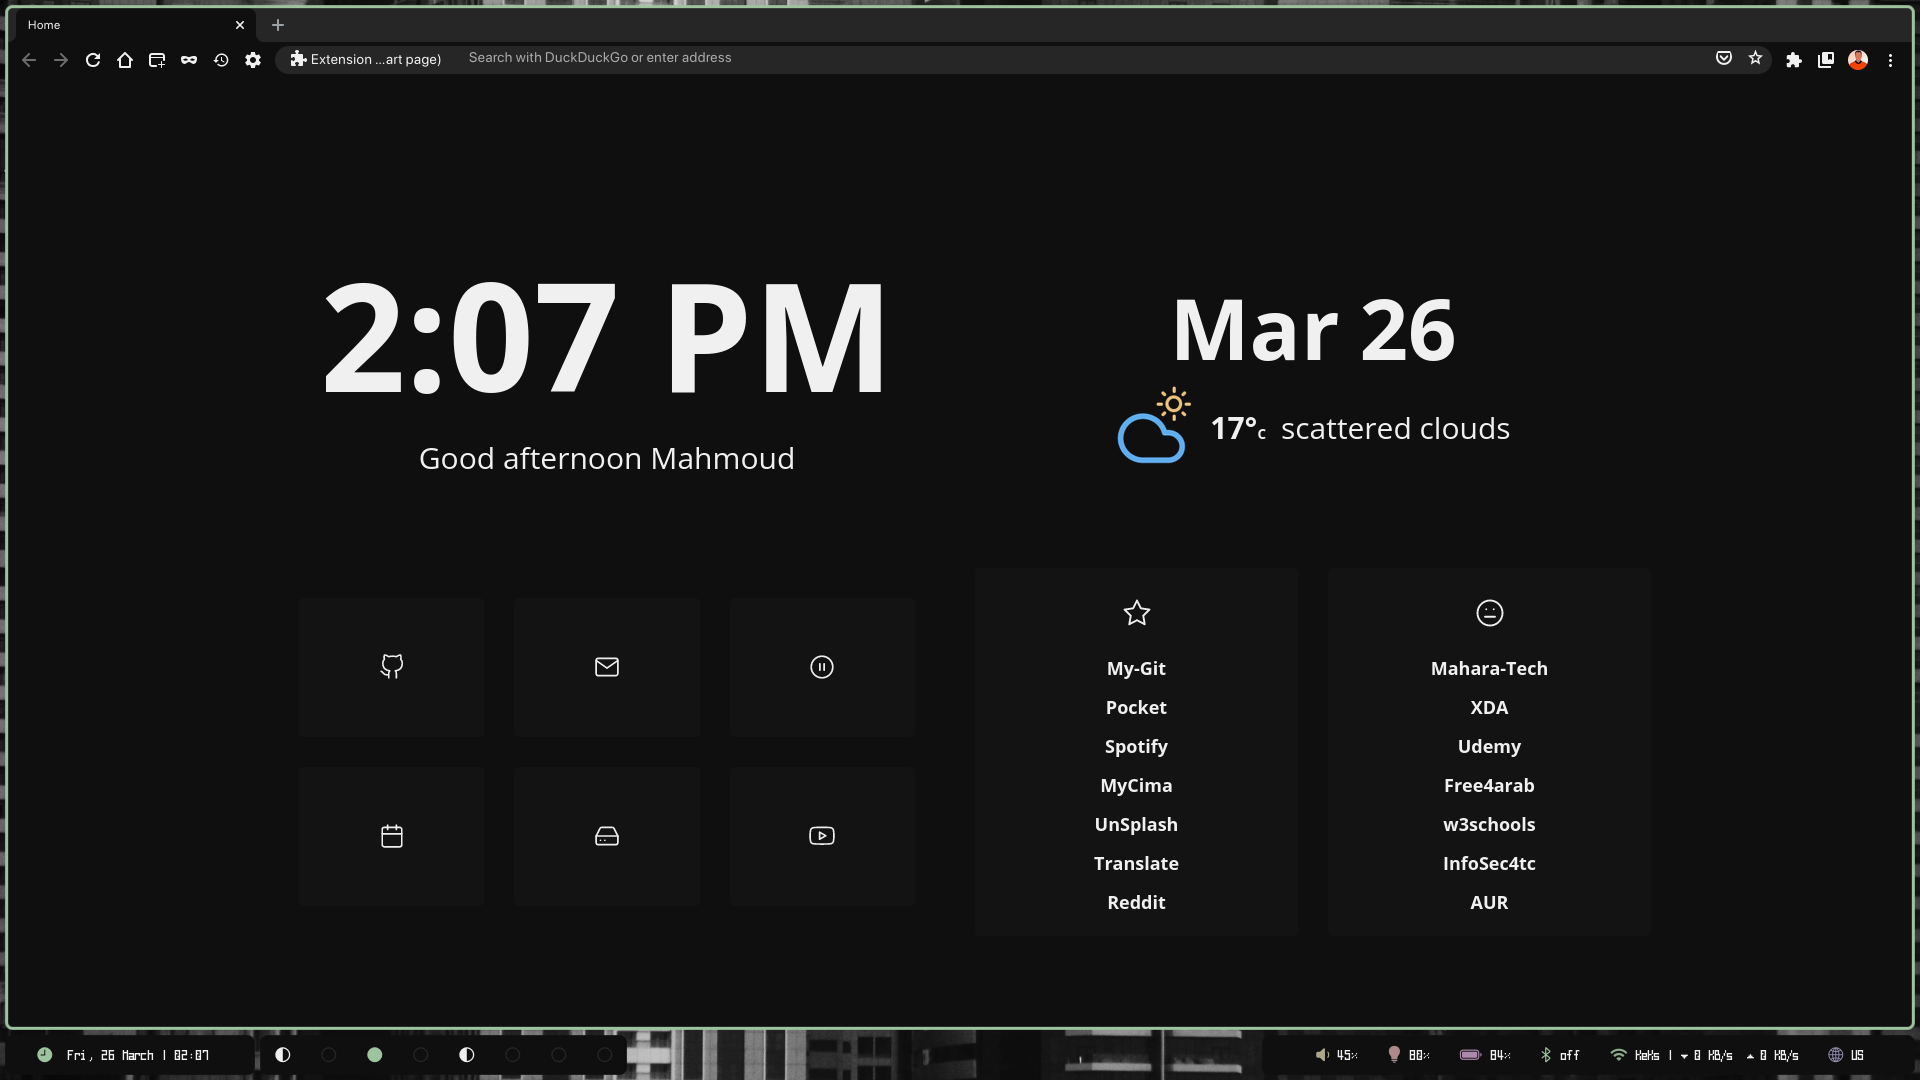 Home
Extension ...art page)
Search with DuckDuckGo or enter address
2:07 PM
Good afternoon Mahmoud
Mar 26
17°c scattered clouds
My-Git
Pocket
Spotify
MyCima
UnSplash
Translate
Reddit
Mahara-Tech
XDA
Udemy
Free4arab
w3schools
InfoSec4tc
AUR
Fri, 26 March | 02:07
45%
80%
84%
off
KaKs | 0 KB/s 0 KB/s
US